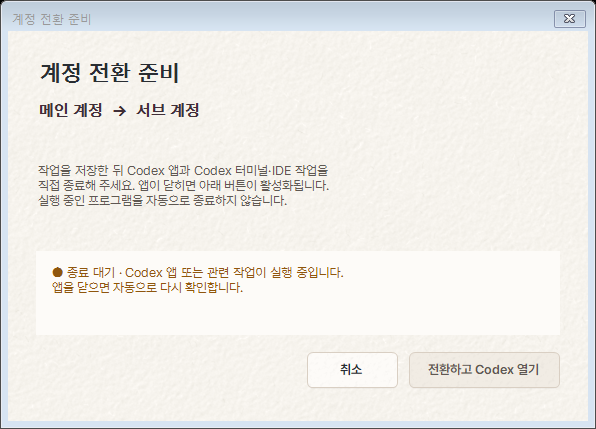 계정 전환 준비
계정 전환 준비
메인 계정 → 서브 계정
작업을 저장한 뒤 Codex 앱과 Codex 터미널·IDE 작업을
직접 종료해 주세요. 앱이 닫히면 아래 버튼이 활성화됩니다.
실행 중인 프로그램을 자동으로 종료하지 않습니다.
● 종료 대기 · Codex 앱 또는 관련 작업이 실행 중입니다.
앱을 닫으면 자동으로 다시 확인합니다.
취소
전환하고 Codex 열기